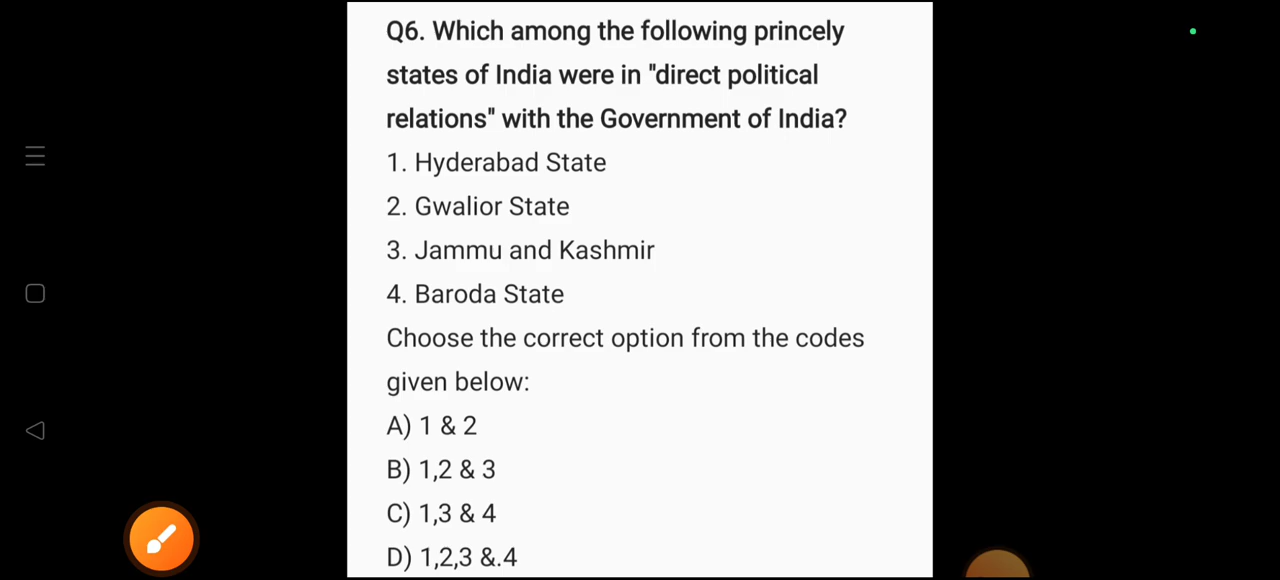 Q6. Which among the following princely
states of India were in "direct political
relations" with the Government of India?
1. Hyderabad State
2. Gwalior State
3. Jammu and Kashmir
4. Baroda State
Choose the correct option from the codes
given below:
A) 1 & 2
B) 1,2 & 3
C) 1,3 & 4
D) 1,2,3 &.4